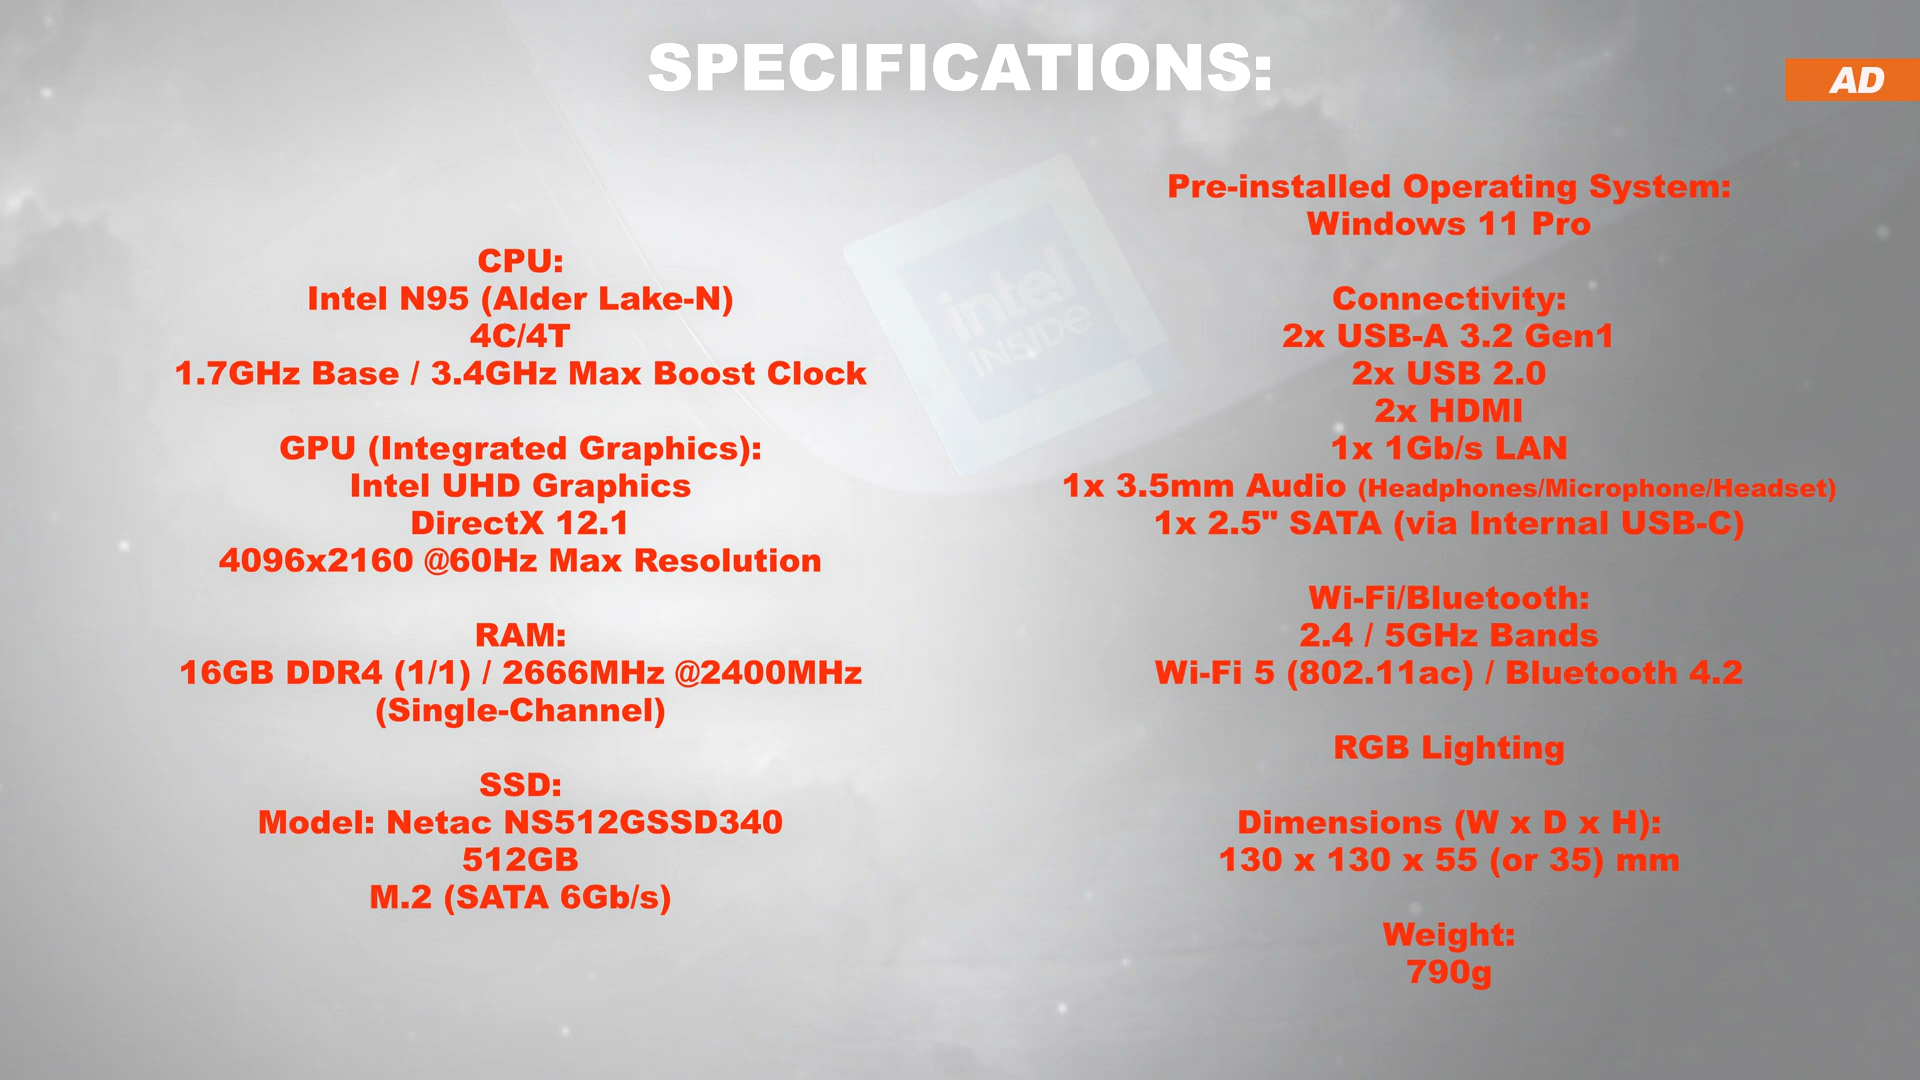 SPECIFICATIONS:
AD
CPU:
Intel N95 (Alder Lake-N)
4C/4T
1.7GHz Base / 3.4GHz Max Boost Clock
GPU (Integrated Graphics):
Intel UHD Graphics
DirectX 12.1
4096x2160 @60Hz Max Resolution
RAM:
16GB DDR4 (1/1) / 2666MHz @2400MHz
(Single-Channel)
SSD:
Model: Netac NS512GSSD340
512GB
M.2 (SATA 6Gb/s)
intel
INSIDE
Pre-installed Operating System:
Windows 11 Pro
Connectivity:
2x USB-A 3.2 Gen1
2x USB 2.0
2x HDMI
1x 1Gb/s LAN
1x 3.5mm Audio (Headphones/Microphone/Headset)
1x 2.5" SATA (via Internal USB-C)
Wi-Fi/Bluetooth:
2.4 / 5GHz Bands
Wi-Fi 5 (802.11ac) / Bluetooth 4.2
RGB Lighting
Dimensions (W x D x H):
130 x 130 x 55 (or 35) mm
Weight:
790g